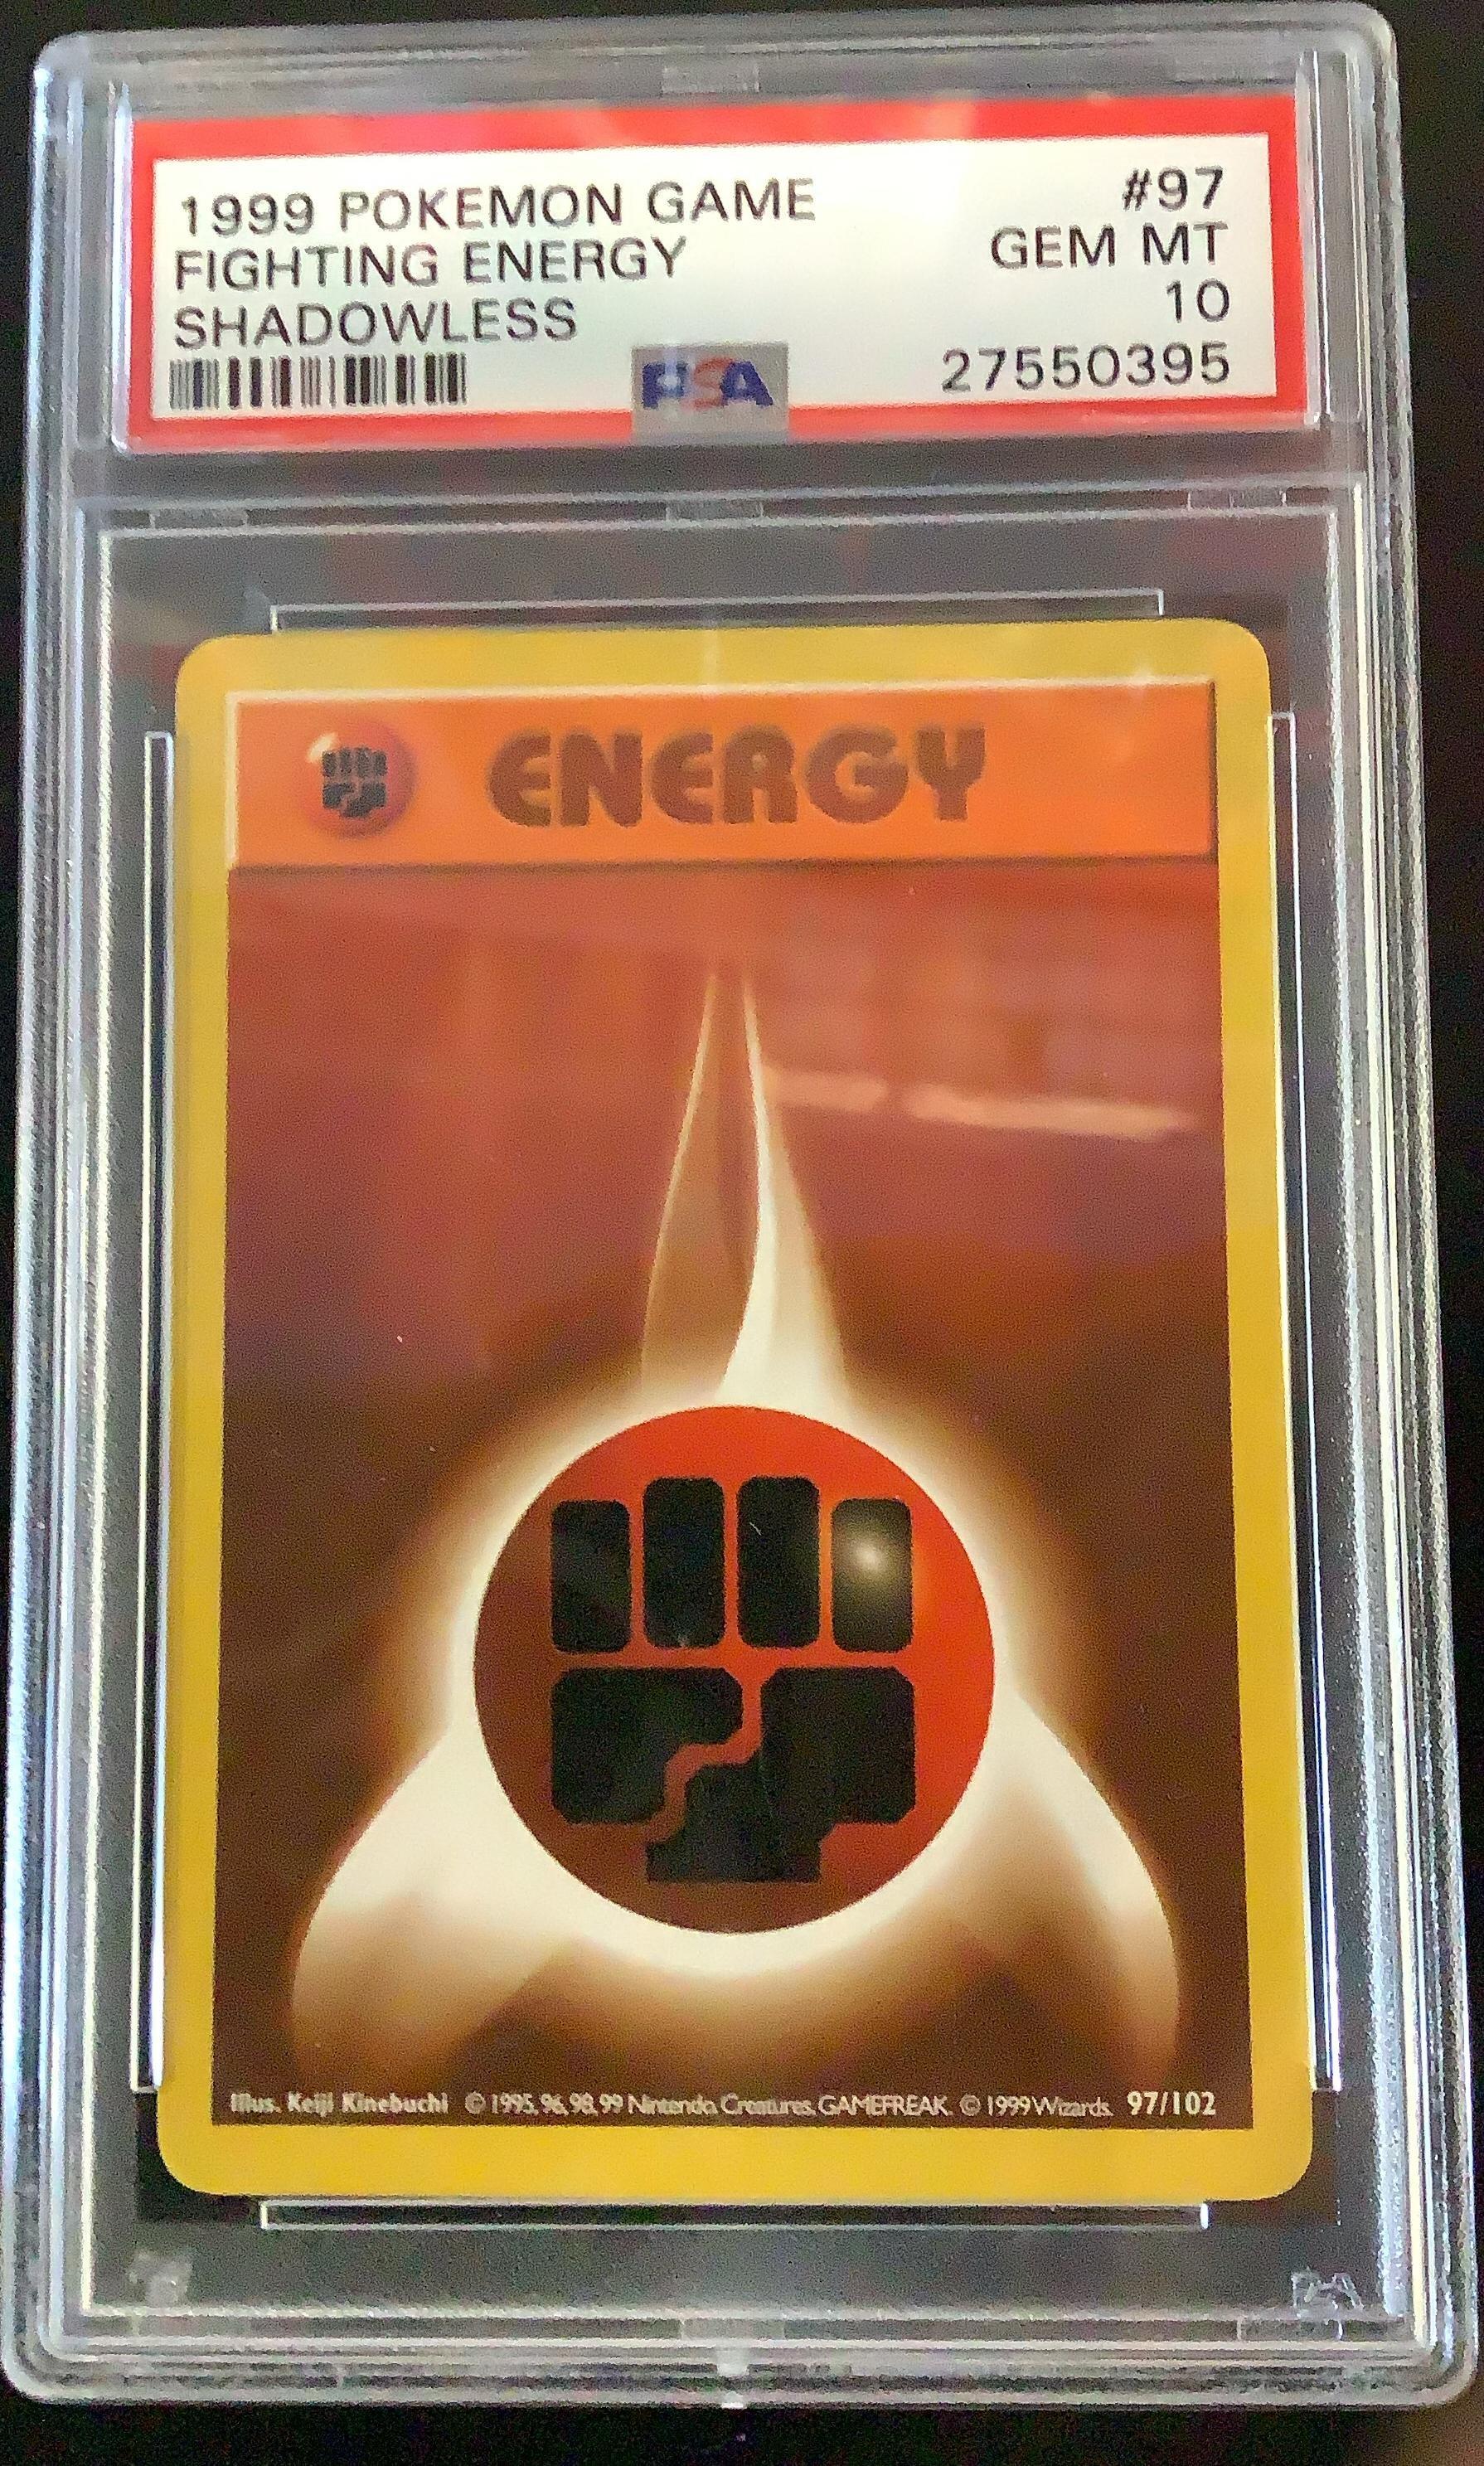 1999 POKEMON GAME #97
FIGHTING ENERGY GEM MT
SHADOWLESS 10
PSA 27550395
ENERGY
Illus. Keiji Kinebuchi © 1995, 96, 98, 99 Nintendo, Creatures, GAMEFREAK. © 1999 Wizards. 97/102
PSA